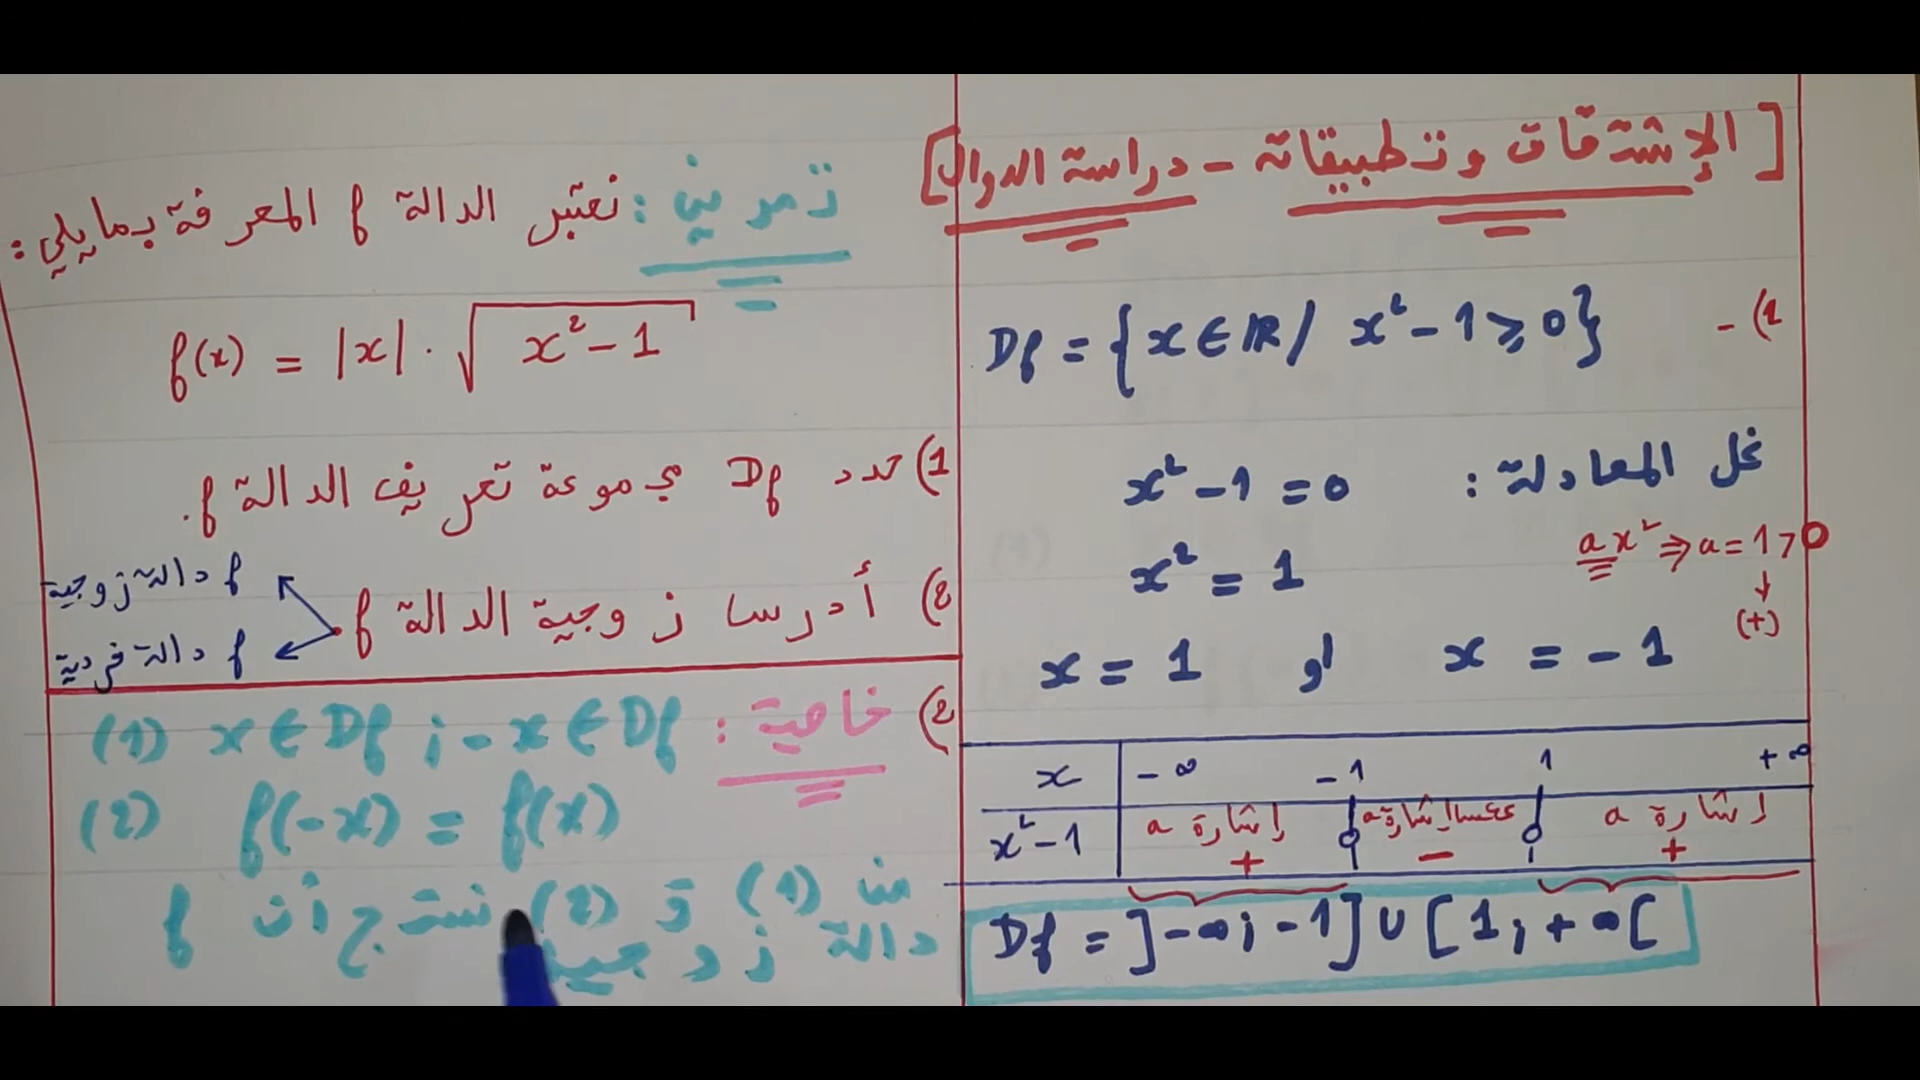 [الإشتقاق وتطبيقاته - دراسة الدوال]
تمرين: نعتبر الدالة f المعرفة بمايلي:
f(x) = |x| . √(x²-1)
1) حدد Df مجموعة تعريف الدالة f.
2) أدرس زوجية الدالة f
f دالة زوجية
f دالة فردية
1) -
Df = {x ∈ IR / x²-1 ⩾ 0}
نحل المعادلة : x²-1 = 0
x² = 1
ax² ⇒ a = 1 > 0
↓
(+)
x = 1 او x = -1
x -∞ -1 1 +∞
x²-1 إشارة a 0 عكس إشارة a 0 إشارة a
+ - +
Df = ]-∞; -1] ∪ [1; +∞[
2) خاصية :
(1) x ∈ Df ; -x ∈ Df
(2) f(-x) = f(x)
من (1) و (2) نستنتج أن f
دالة زوجية